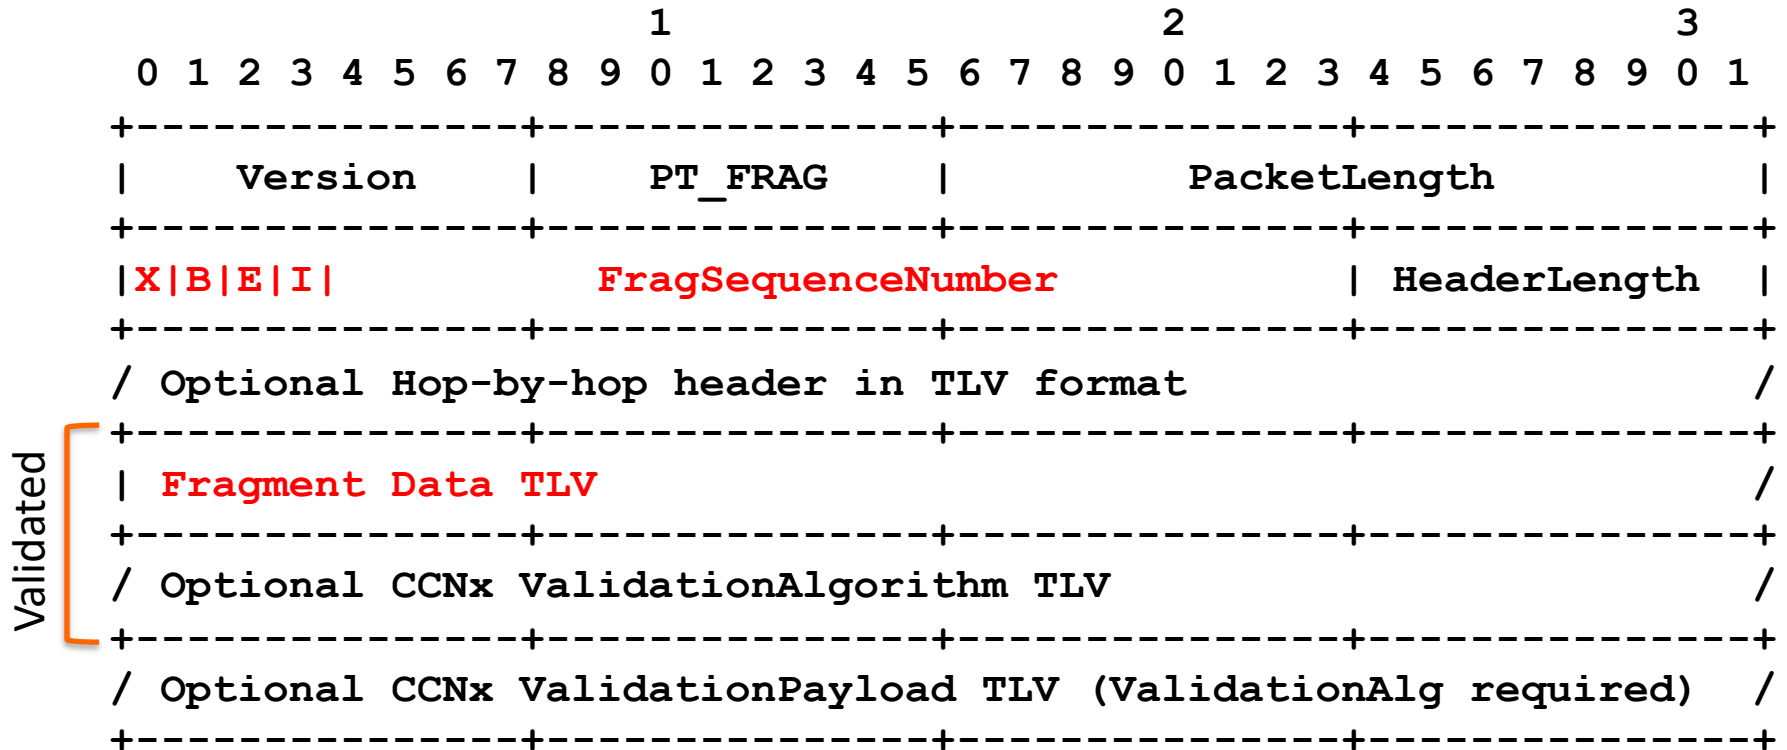 1                   2                   3
 0 1 2 3 4 5 6 7 8 9 0 1 2 3 4 5 6 7 8 9 0 1 2 3 4 5 6 7 8 9 0 1
+---------------+---------------+---------------+---------------+
|    Version    |    PT_FRAG    |         PacketLength          |
+---------------+---------------+---------------+---------------+
|X|B|E|I|          FragSequenceNumber           | HeaderLength  |
+---------------+---------------+---------------+---------------+
/ Optional Hop-by-hop header in TLV format                      /
+---------------+---------------+---------------+---------------+
| Fragment Data TLV                                             /
+---------------+---------------+---------------+---------------+
/ Optional CCNx ValidationAlgorithm TLV                         /
+---------------+---------------+---------------+---------------+
/ Optional CCNx ValidationPayload TLV (ValidationAlg required)  /
+---------------+---------------+---------------+---------------+
Validated